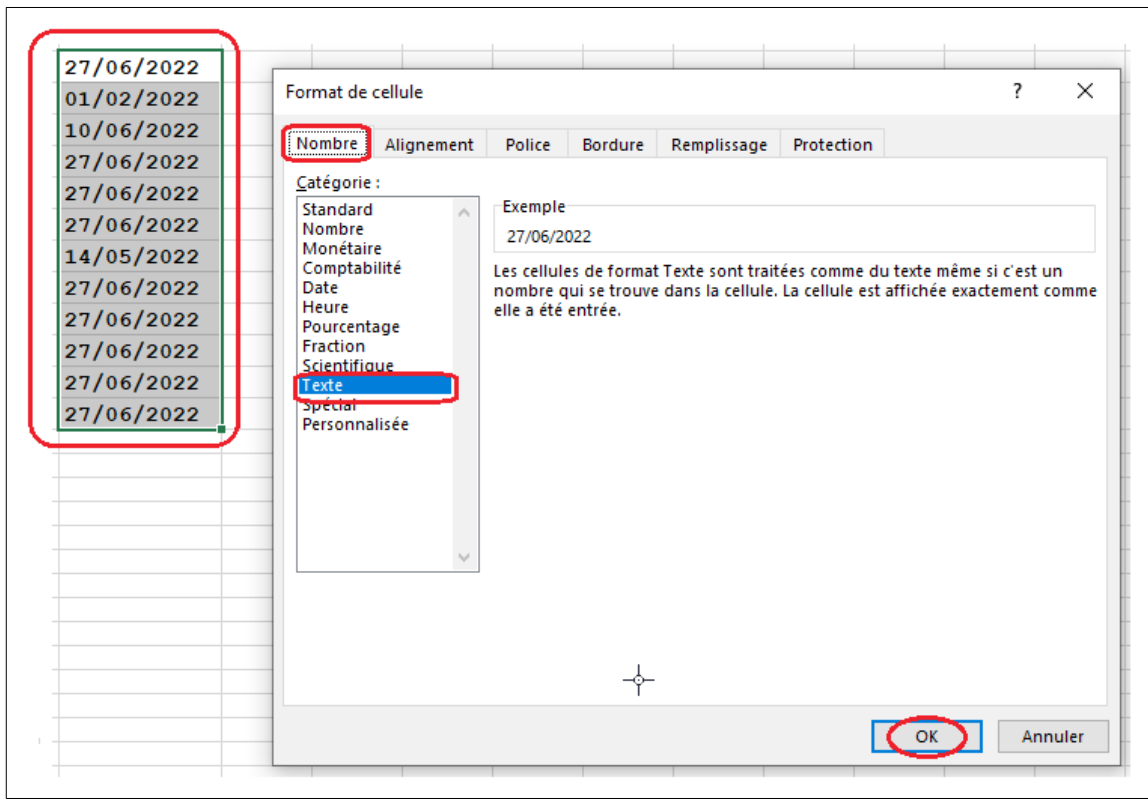 27/06/2022
01/02/2022
10/06/2022
27/06/2022
27/06/2022
27/06/2022
14/05/2022
27/06/2022
27/06/2022
27/06/2022
27/06/2022
27/06/2022
Format de cellule
?
Nombre Alignement Police Bordure Remplissage Protection
Catégorie :
Standard
Nombre
Monétaire
Comptabilité
Date
Heure
Pourcentage
Fraction
Scientifique
Texte
Spécial
Personnalisée
Exemple
27/06/2022
Les cellules de format Texte sont traitées comme du texte même si c'est un
nombre qui se trouve dans la cellule. La cellule est affichée exactement comme
elle a été entrée.
OK Annuler